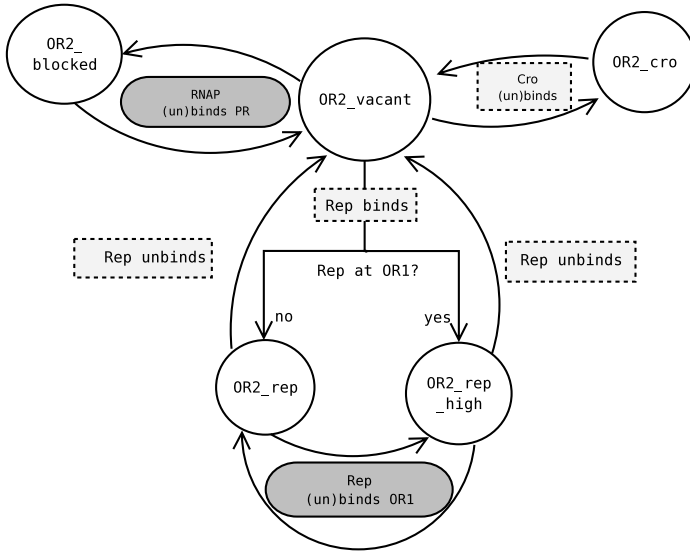 OR2_
blocked
RNAP
(un)binds PR
OR2_vacant
Cro
(un)binds
OR2_cro
Rep binds
Rep unbinds
Rep at OR1?
Rep unbinds
no
yes
OR2_rep
OR2_rep
_high
Rep
(un)binds OR1